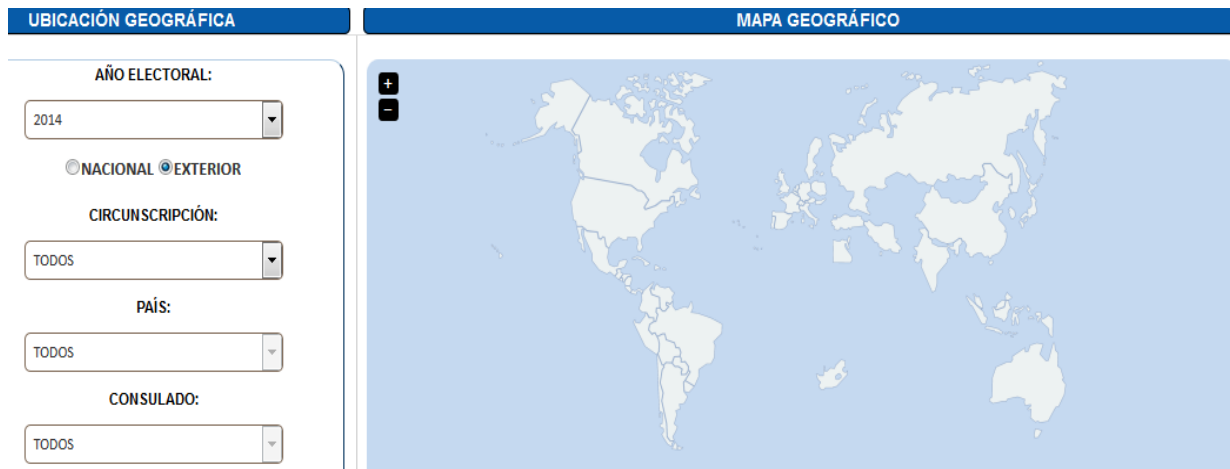 UBICACIÓN GEOGRÁFICA
MAPA GEOGRÁFICO
AÑO ELECTORAL:
2014
NACIONAL EXTERIOR
CIRCUNSCRIPCIÓN:
TODOS
PAÍS:
TODOS
CONSULADO:
TODOS
+
−